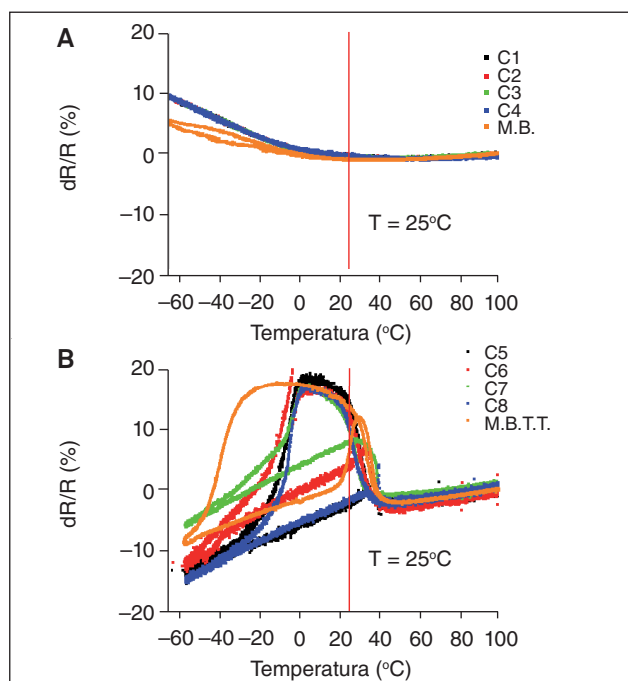 A
20
10
0
−10
−20
dR/R (%)
C1
C2
C3
C4
M.B.
T = 25°C
−60 −40 −20 0 20 40 60 80 100
Temperatura (°C)
B
20
10
0
−10
−20
dR/R (%)
C5
C6
C7
C8
M.B.T.T.
T = 25°C
−60 −40 −20 0 20 40 60 80 100
Temperatura (°C)